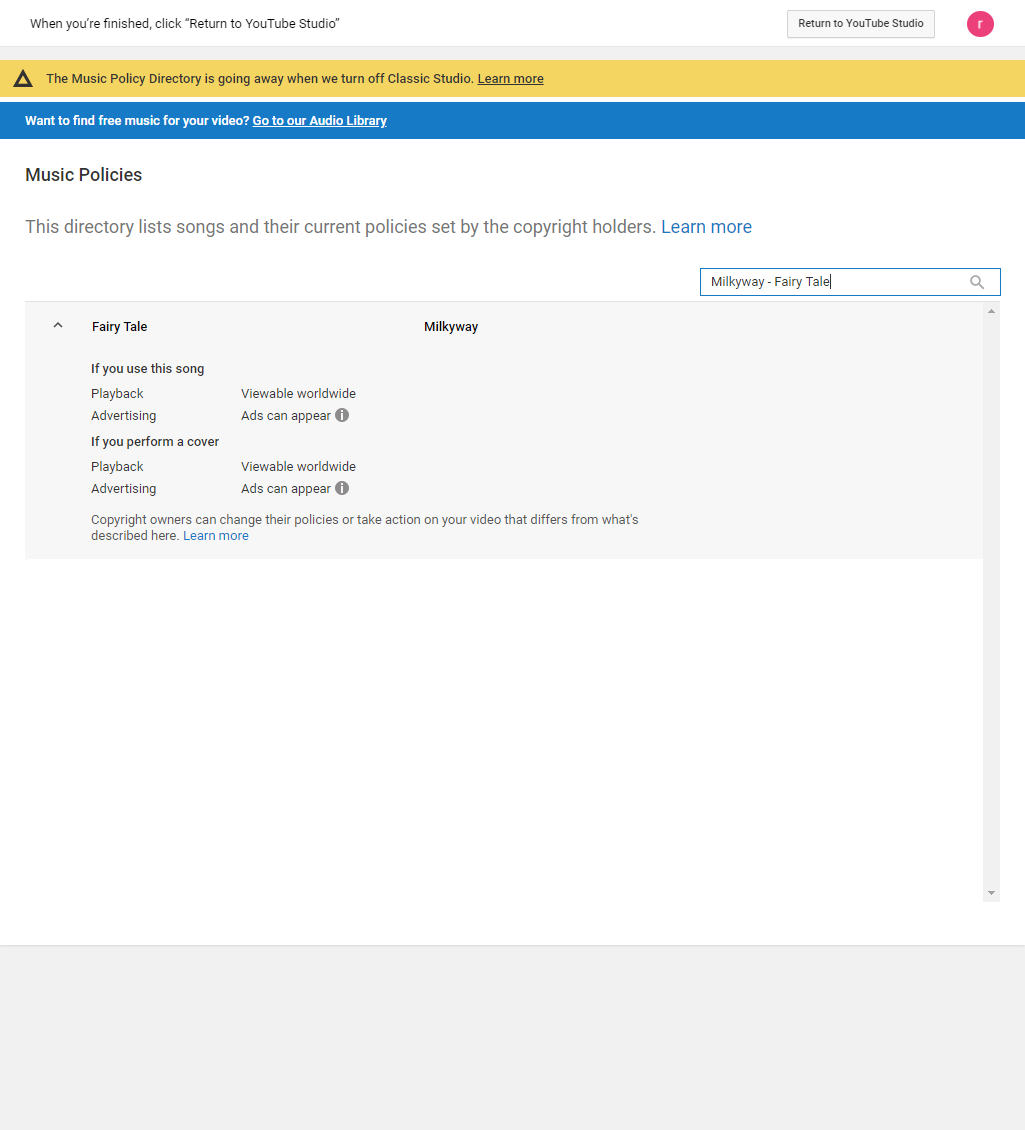 When you’re finished, click “Return to YouTube Studio”
Return to YouTube Studio
r
The Music Policy Directory is going away when we turn off Classic Studio. Learn more
Want to find free music for your video? Go to our Audio Library
Music Policies
This directory lists songs and their current policies set by the copyright holders. Learn more
Milkyway - Fairy Tale
Fairy Tale Milkyway
If you use this song
Playback Viewable worldwide
Advertising Ads can appear
If you perform a cover
Playback Viewable worldwide
Advertising Ads can appear
Copyright owners can change their policies or take action on your video that differs from what's
described here. Learn more